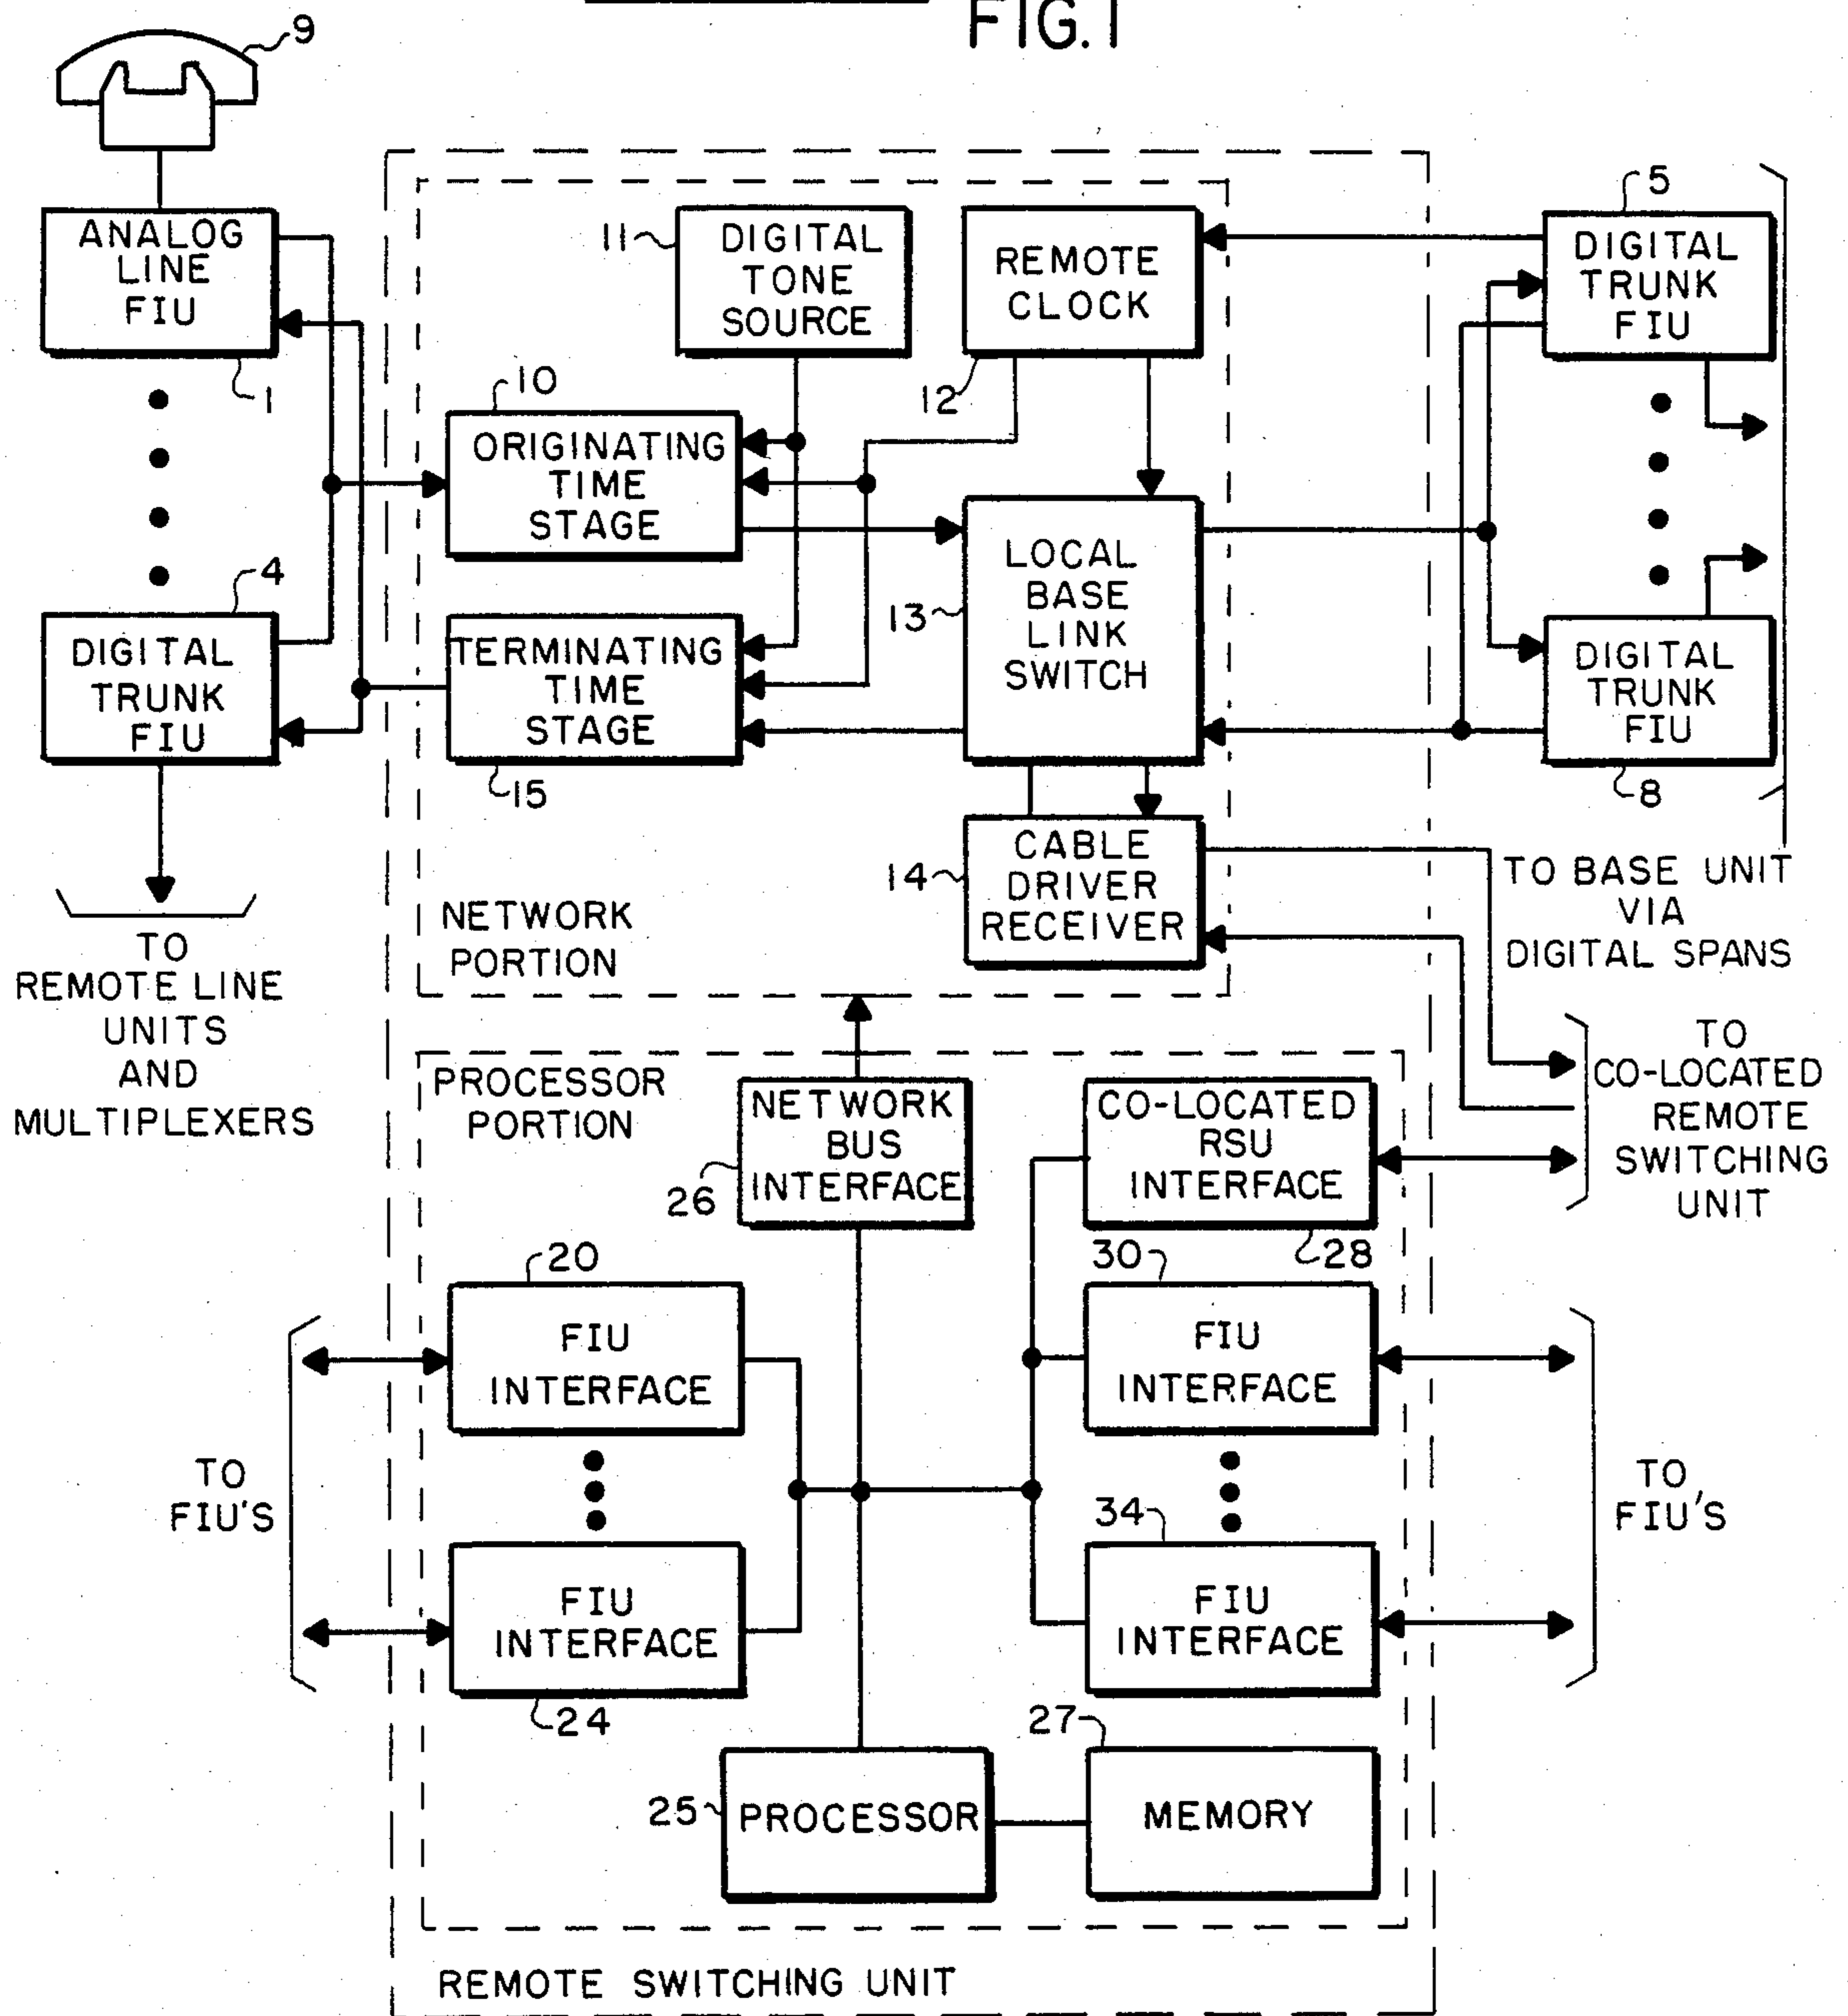 FIG. 1
9
ANALOG
LINE
FIU
1
4
DIGITAL
TRUNK
FIU
TO
REMOTE LINE
UNITS
AND
MULTIPLEXERS
11
DIGITAL
TONE
SOURCE
REMOTE
CLOCK
12
10
ORIGINATING
TIME
STAGE
TERMINATING
TIME
STAGE
15
13
LOCAL
BASE
LINK
SWITCH
14
CABLE
DRIVER
RECEIVER
NETWORK
PORTION
5
DIGITAL
TRUNK
FIU
DIGITAL
TRUNK
FIU
8
TO BASE UNIT
VIA
DIGITAL SPANS
TO
CO-LOCATED
REMOTE
SWITCHING
UNIT
PROCESSOR
PORTION
NETWORK
BUS
INTERFACE
26
CO-LOCATED
RSU
INTERFACE
28
20
FIU
INTERFACE
30
FIU
INTERFACE
TO
FIU'S
TO
FIU'S
FIU
INTERFACE
24
34
FIU
INTERFACE
25
PROCESSOR
27
MEMORY
REMOTE SWITCHING UNIT